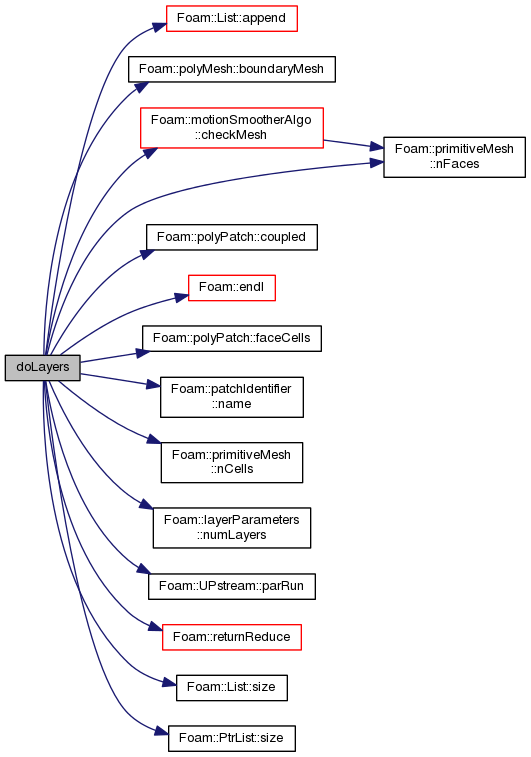 Foam::List::append
Foam::polyMesh::boundaryMesh
Foam::motionSmootherAlgo
::checkMesh
Foam::primitiveMesh
::nFaces
Foam::polyPatch::coupled
Foam::endl
Foam::polyPatch::faceCells
doLayers
Foam::patchIdentifier
::name
Foam::primitiveMesh
::nCells
Foam::layerParameters
::numLayers
Foam::UPstream::parRun
Foam::returnReduce
Foam::List::size
Foam::PtrList::size